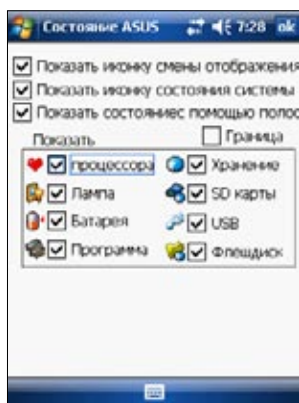 Состояние ASUS 7:28 ok
Показать иконку смены отображения
Показать иконку состояния системы
Показать состояниес помощью полос
Показать Граница
процессора Хранение
Лампа SD карты
Батарея USB
Программа Флешдиск